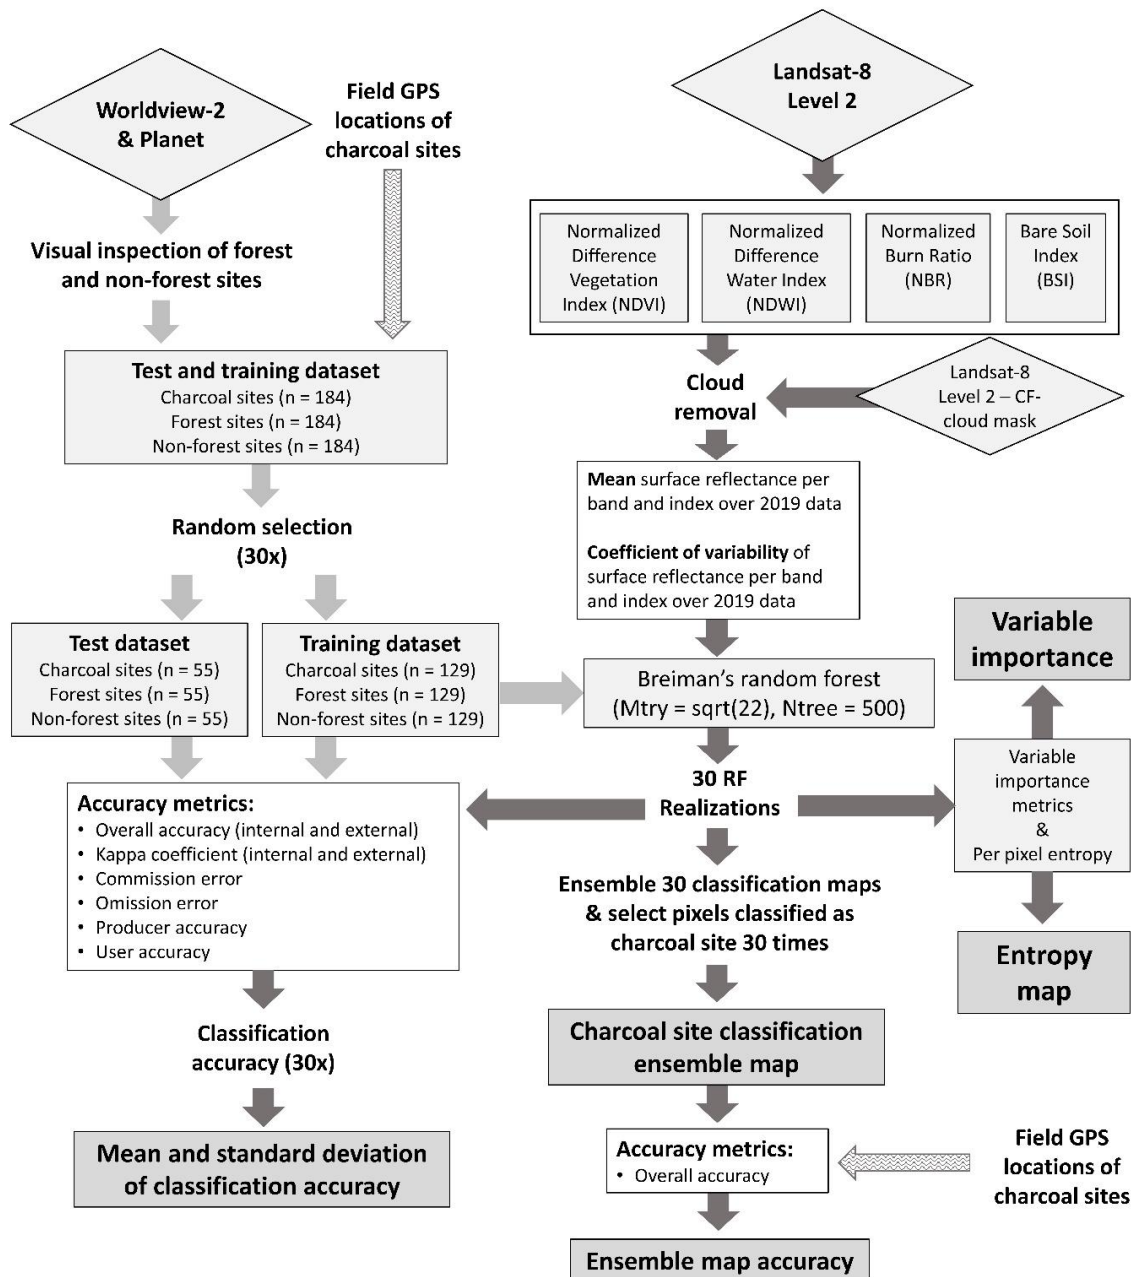 Worldview-2
& Planet
Field GPS
locations of
charcoal sites
Visual inspection of forest
and non-forest sites
Test and training dataset
Charcoal sites (n = 184)
Forest sites (n = 184)
Non-forest sites (n = 184)
Random selection
(30x)
Test dataset
Charcoal sites (n = 55)
Forest sites (n = 55)
Non-forest sites (n = 55)
Training dataset
Charcoal sites (n = 129)
Forest sites (n = 129)
Non-forest sites (n = 129)
Accuracy metrics:
• Overall accuracy (internal and external)
• Kappa coefficient (internal and external)
• Commission error
• Omission error
• Producer accuracy
• User accuracy
Classification
accuracy (30x)
Mean and standard deviation
of classification accuracy
Landsat-8
Level 2
Normalized
Difference
Vegetation
Index (NDVI)
Normalized
Difference
Water Index
(NDWI)
Normalized
Burn Ratio
(NBR)
Bare Soil
Index
(BSI)
Cloud
removal
Landsat-8
Level 2 – CF-
cloud mask
Mean surface reflectance per
band and index over 2019 data
Coefficient of variability of
surface reflectance per band
and index over 2019 data
Breiman's random forest
(Mtry = sqrt(22), Ntree = 500)
30 RF
Realizations
Variable
importance
Variable
importance
metrics
&
Per pixel entropy
Entropy
map
Ensemble 30 classification maps
& select pixels classified as
charcoal site 30 times
Charcoal site classification
ensemble map
Accuracy metrics:
• Overall accuracy
Field GPS
locations of
charcoal sites
Ensemble map accuracy